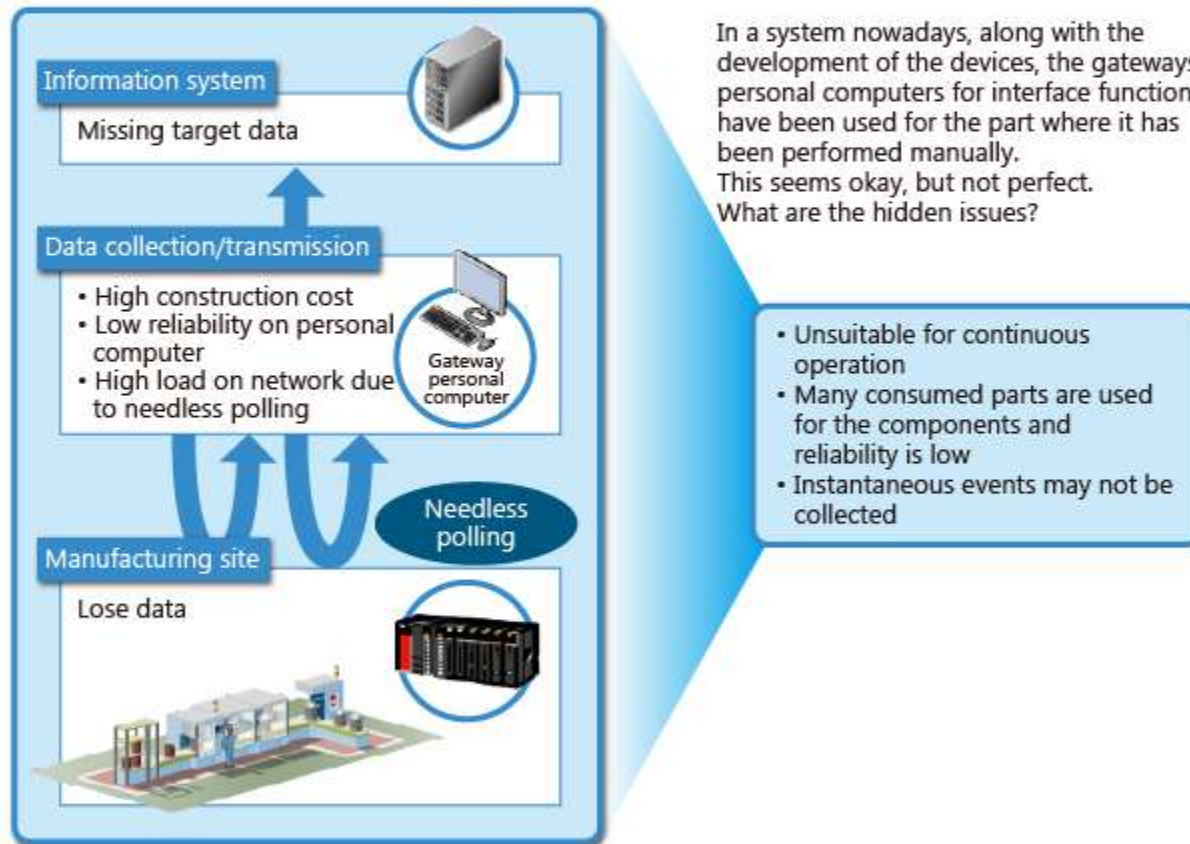 Information system
Missing target data
Data collection/transmission
• High construction cost
• Low reliability on personal
computer
• High load on network due
to needless polling
Gateway
personal
computer
Needless
polling
Manufacturing site
Lose data
In a system nowadays, along with the
development of the devices, the gateways
personal computers for interface function
have been used for the part where it has
been performed manually.
This seems okay, but not perfect.
What are the hidden issues?
• Unsuitable for continuous
operation
• Many consumed parts are used
for the components and
reliability is low
• Instantaneous events may not be
collected